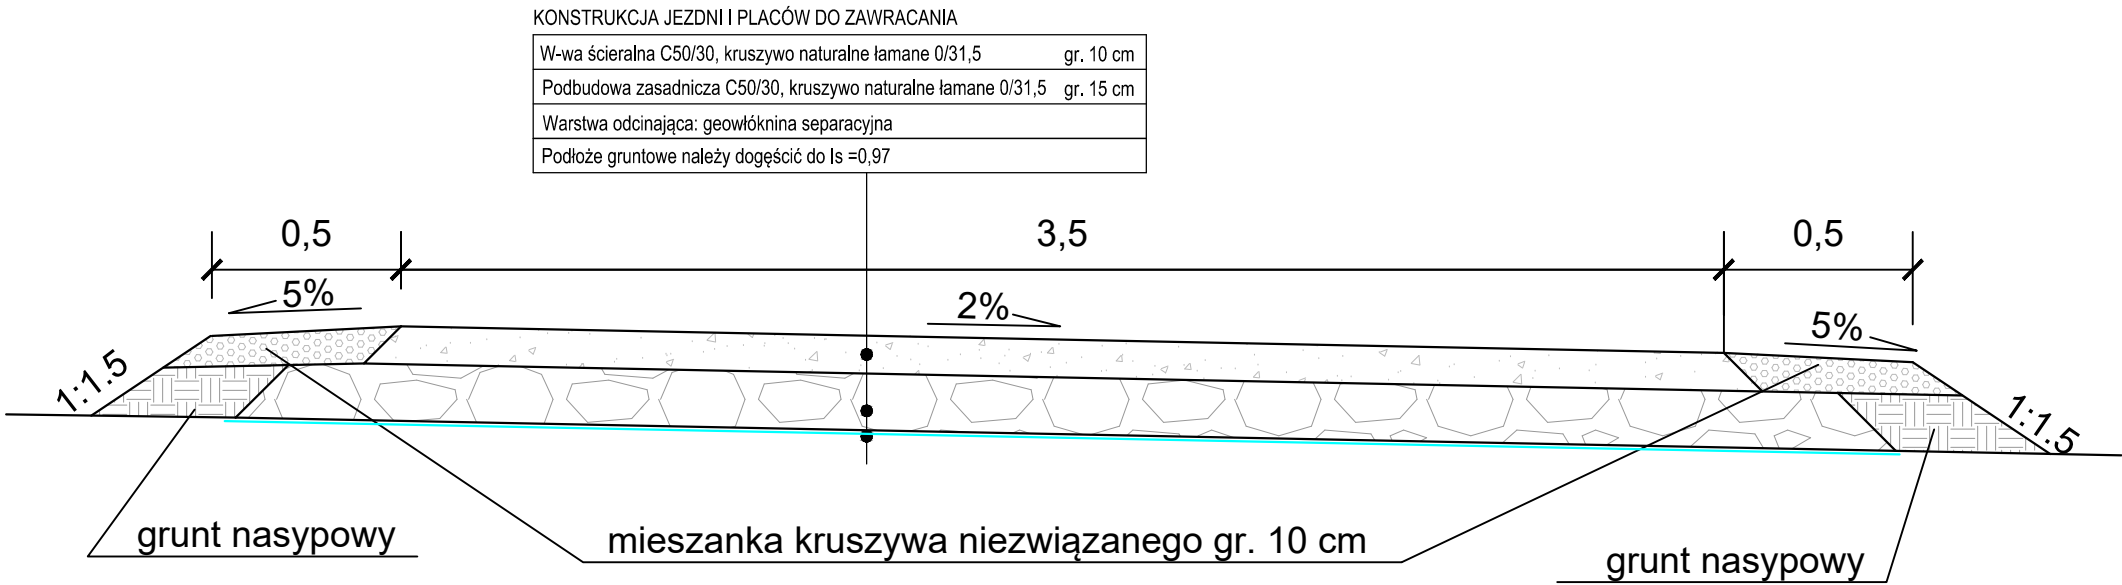 KONSTRUKCJA JEZDNI I PLACÓW DO ZAWRACANIA
W-wa ścieralna C50/30, kruszywo naturalne łamane 0/31,5 gr. 10 cm
Podbudowa zasadnicza C50/30, kruszywo naturalne łamane 0/31,5 gr. 15 cm
Warstwa odcinająca: geowłóknina separacyjna
Podłoże gruntowe należy dogęścić do Is =0,97
0,5 3,5 0,5
5% 2% 5%
1:1.5 1:1.5
grunt nasypowy mieszanka kruszywa niezwiązanego gr. 10 cm grunt nasypowy